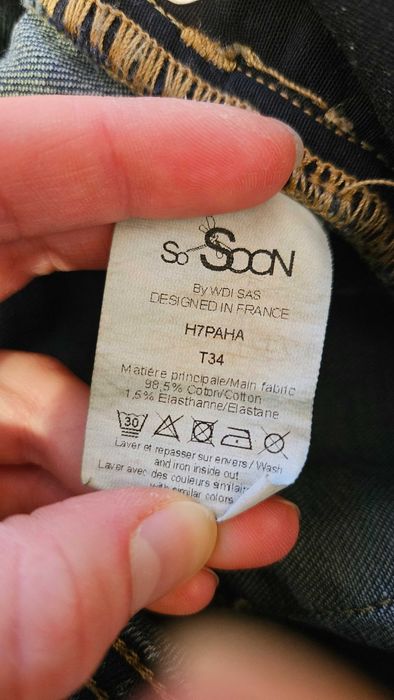 So SOON
By WDI SAS
DESIGNED IN FRANCE
H7PAHA
T34
Matière principale/Main fabric
98,5% Coton/Cotton
1,5% Elasthanne/Elastane
30
Laver et repasser sur envers / Wash
and iron inside out
Laver avec des couleurs similaires
with similar colors